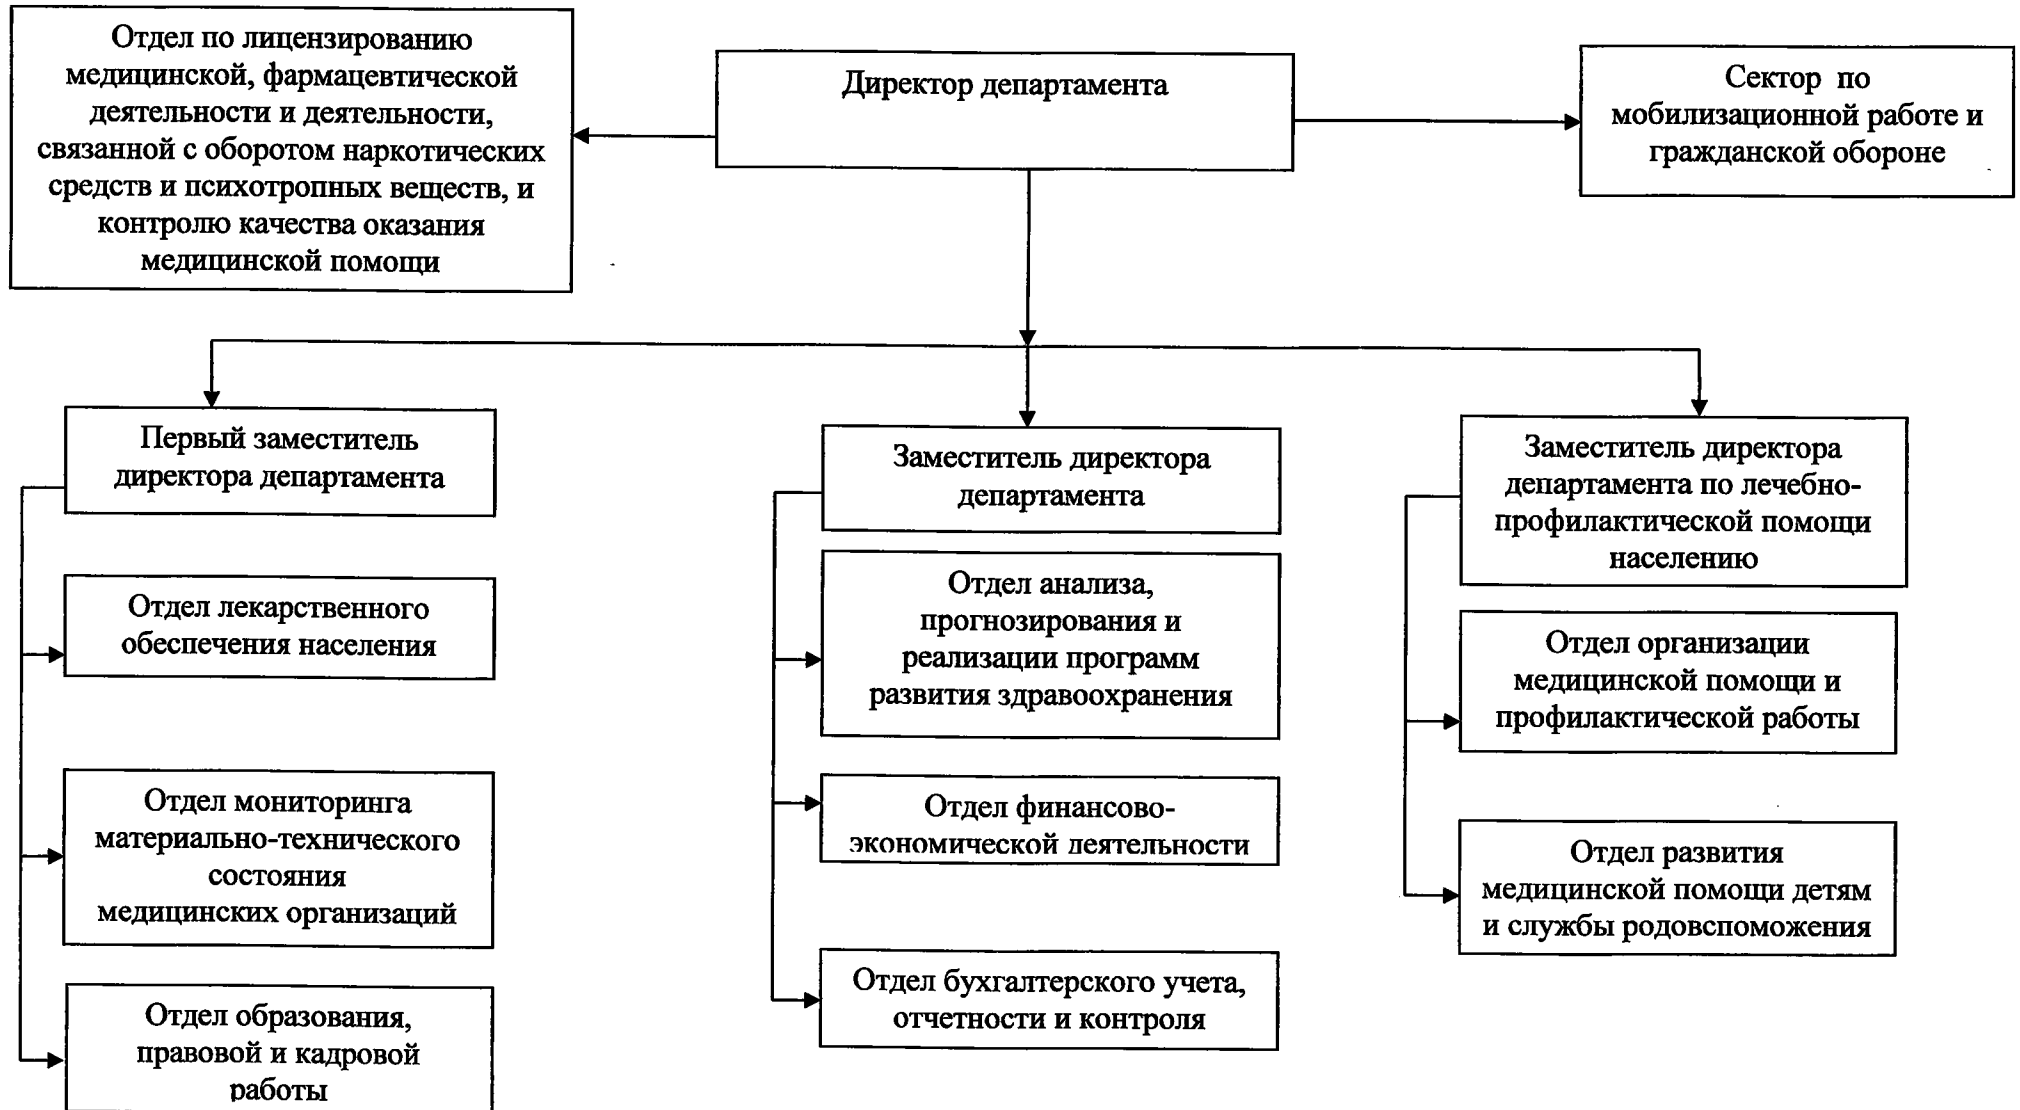 Отдел по лицензированию
медицинской, фармацевтической
деятельности и деятельности,
связанной с оборотом наркотических
средств и психотропных веществ, и
контролю качества оказания
медицинской помощи
Директор департамента
Сектор по
мобилизационной работе и
гражданской обороне
Первый заместитель
директора департамента
Отдел лекарственного
обеспечения населения
Отдел мониторинга
материально-технического
состояния
медицинских организаций
Отдел образования,
правовой и кадровой
работы
Заместитель директора
департамента
Отдел анализа,
прогнозирования и
реализации программ
развития здравоохранения
Отдел финансово-
экономической деятельности
Отдел бухгалтерского учета,
отчетности и контроля
Заместитель директора
департамента по лечебно-
профилактической помощи
населению
Отдел организации
медицинской помощи и
профилактической работы
Отдел развития
медицинской помощи детям
и службы родовспоможения